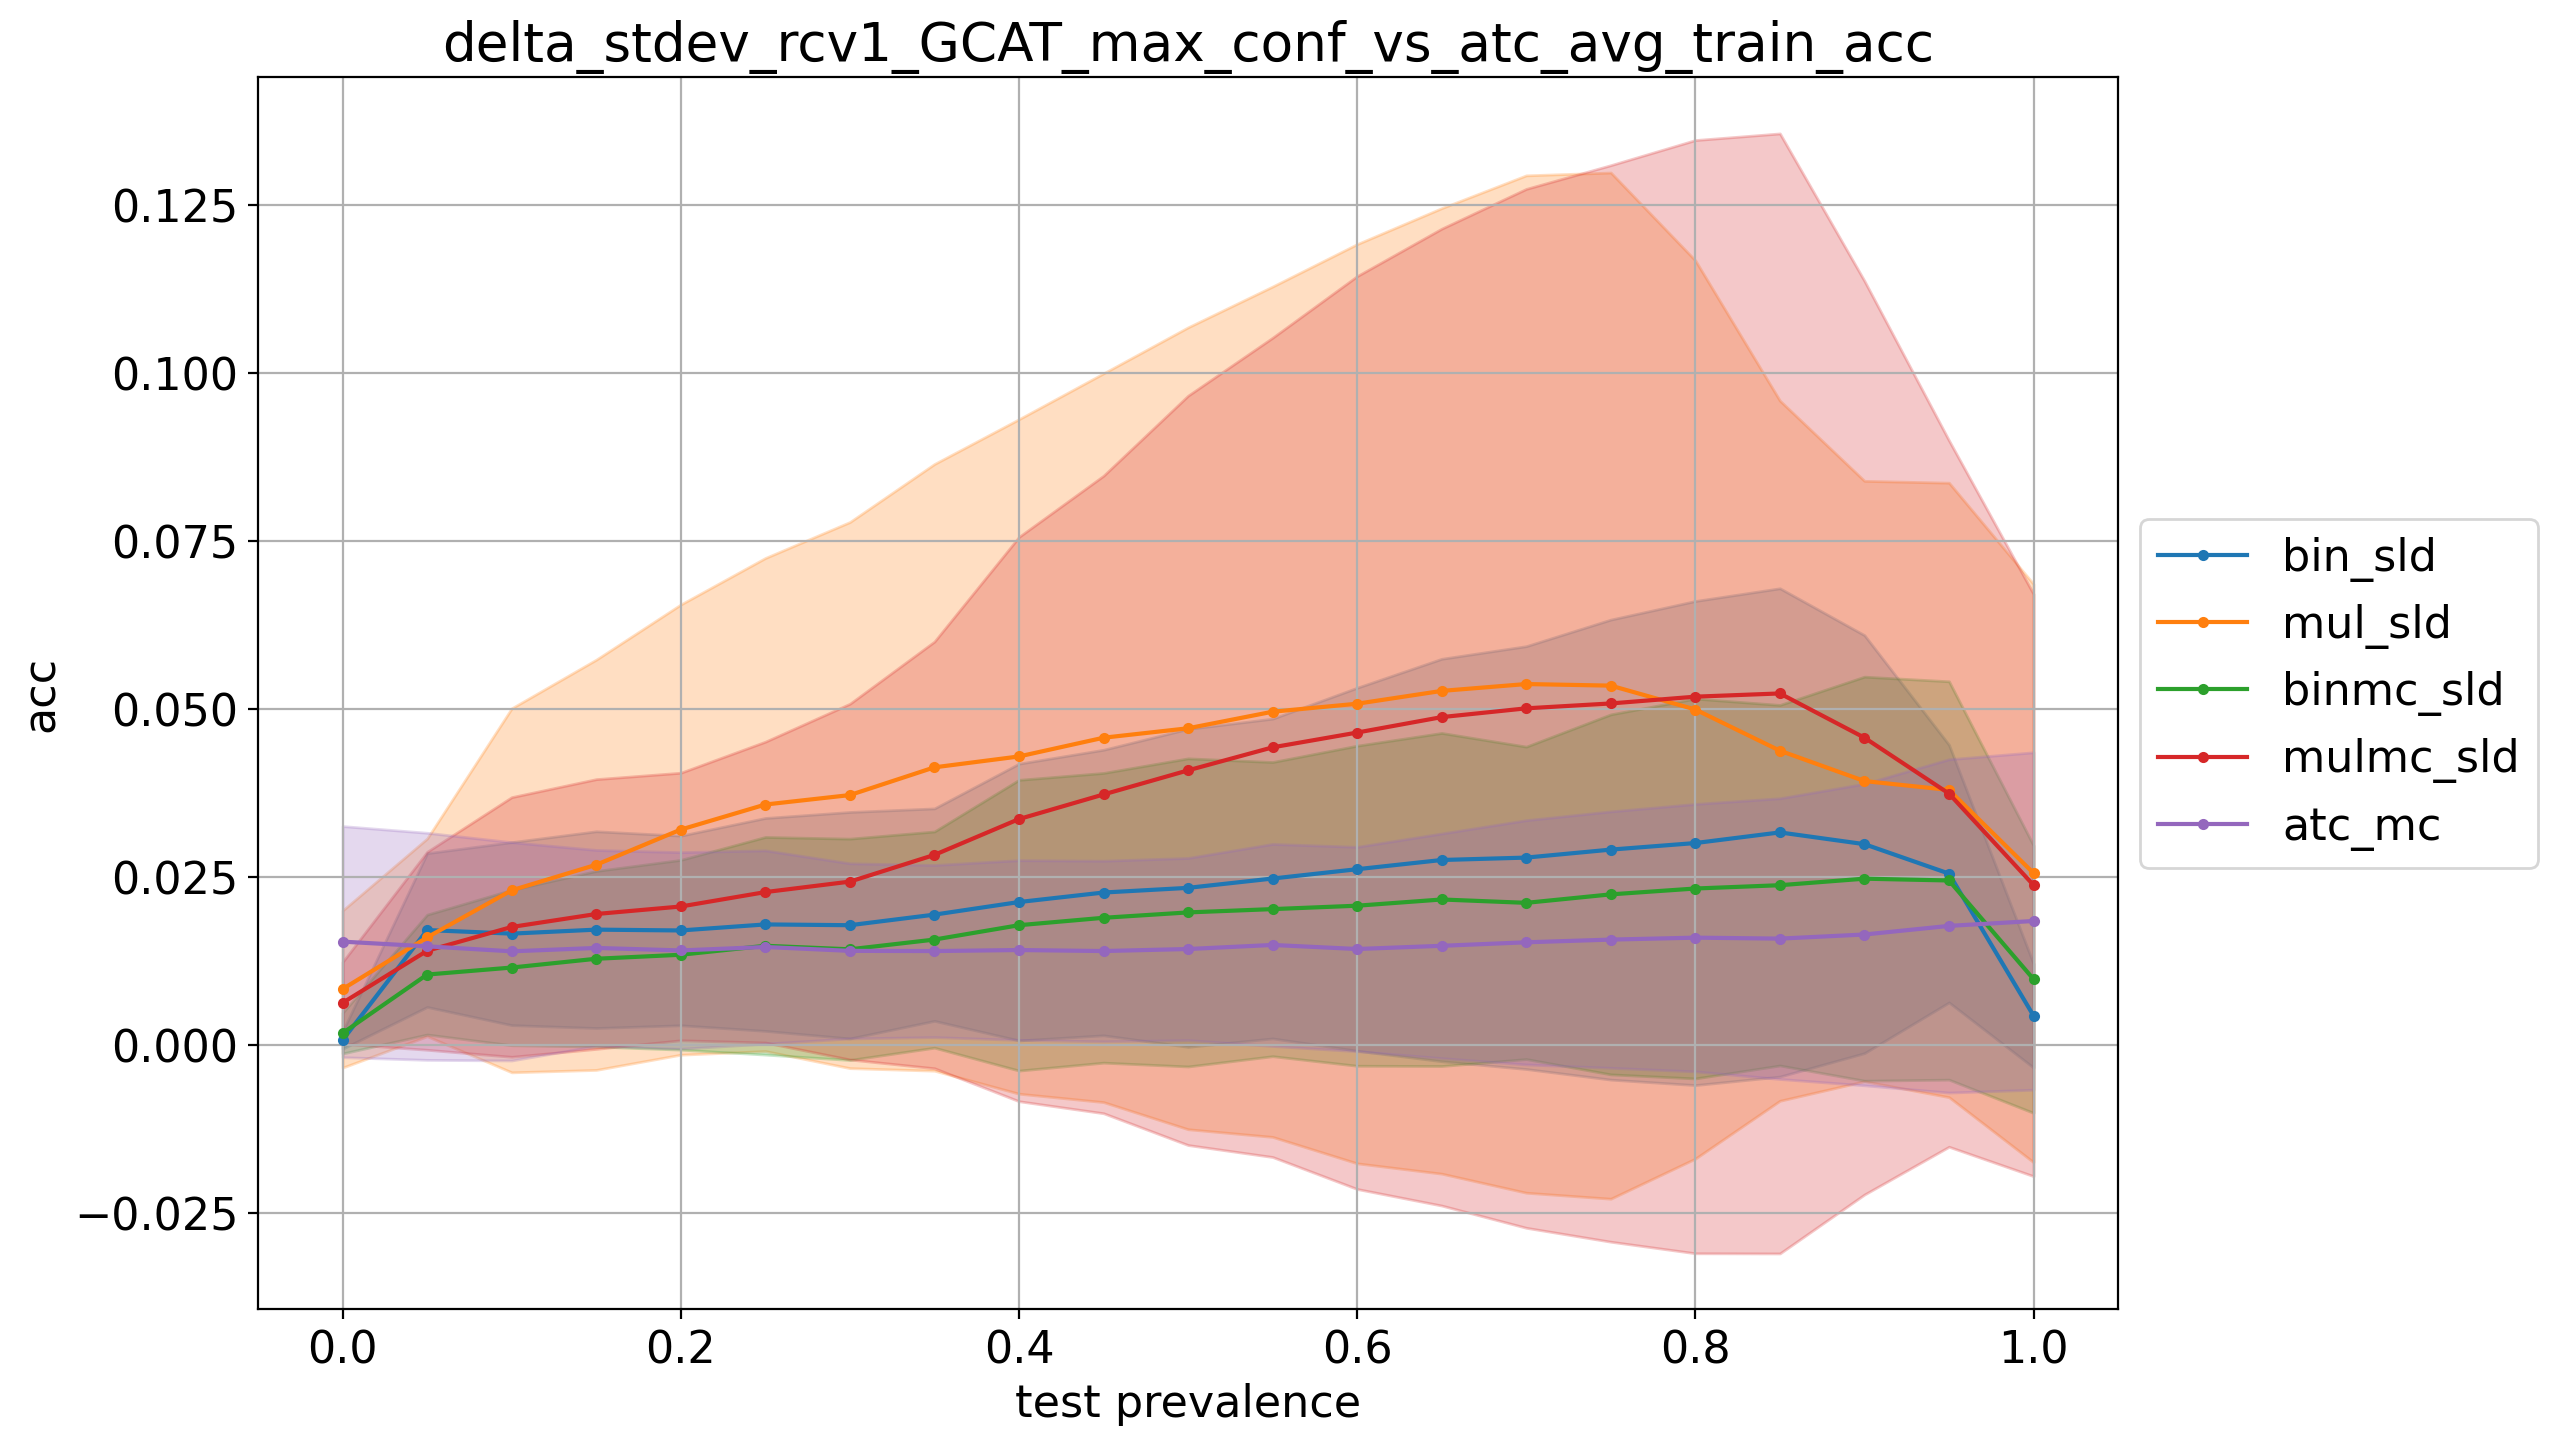 delta_stdev_rcv1_GCAT_max_conf_vs_atc_avg_train_acc
acc
0.125
0.100
0.075
0.050
0.025
0.000
−0.025
0.0 0.2 0.4 0.6 0.8 1.0
test prevalence
bin_sld
mul_sld
binmc_sld
mulmc_sld
atc_mc